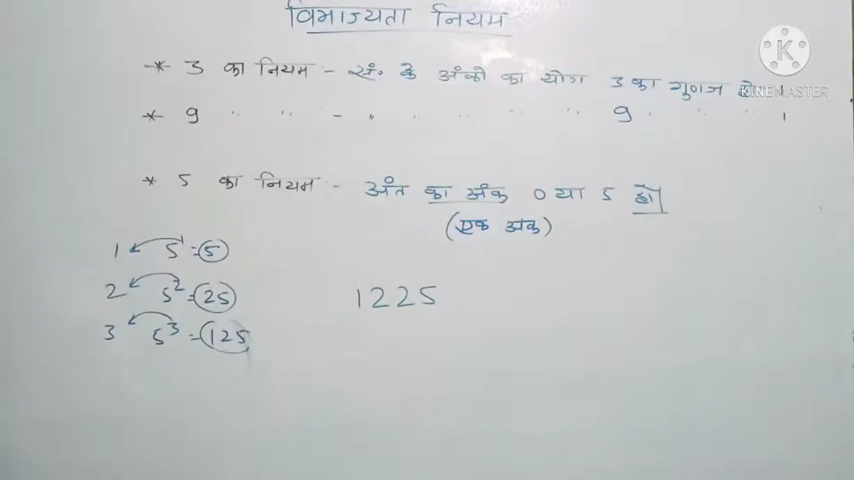 विभाज्यता नियम
* 3 का नियम - सं. के अंको का योग 3 का गुणज हो ।
* 9 " " - " " " " " 9 " " " ।
* 5 का नियम - अंत का अंक 0 या 5 हो।
(एक अंक)
1 5¹ = 5
2 5² = 25
3 5³ = 125
1225
KINEMASTER